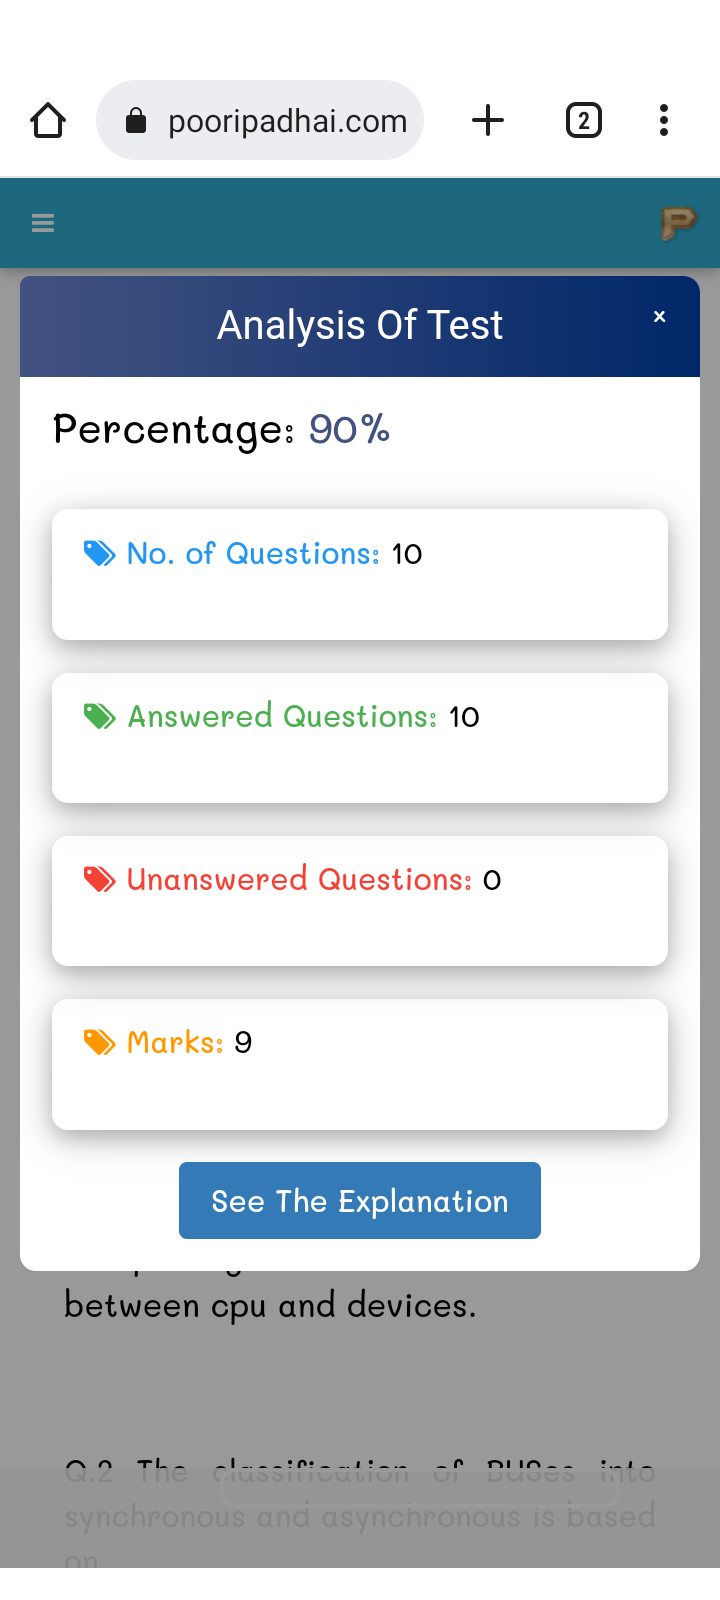 pooripadhai.com
2
P
Analysis Of Test
×
Percentage: 90%
No. of Questions: 10
Answered Questions: 10
Unanswered Questions: 0
Marks: 9
See The Explanation
between cpu and devices.
Q.2 The classification of BUSes into
synchronous and asynchronous is based
on